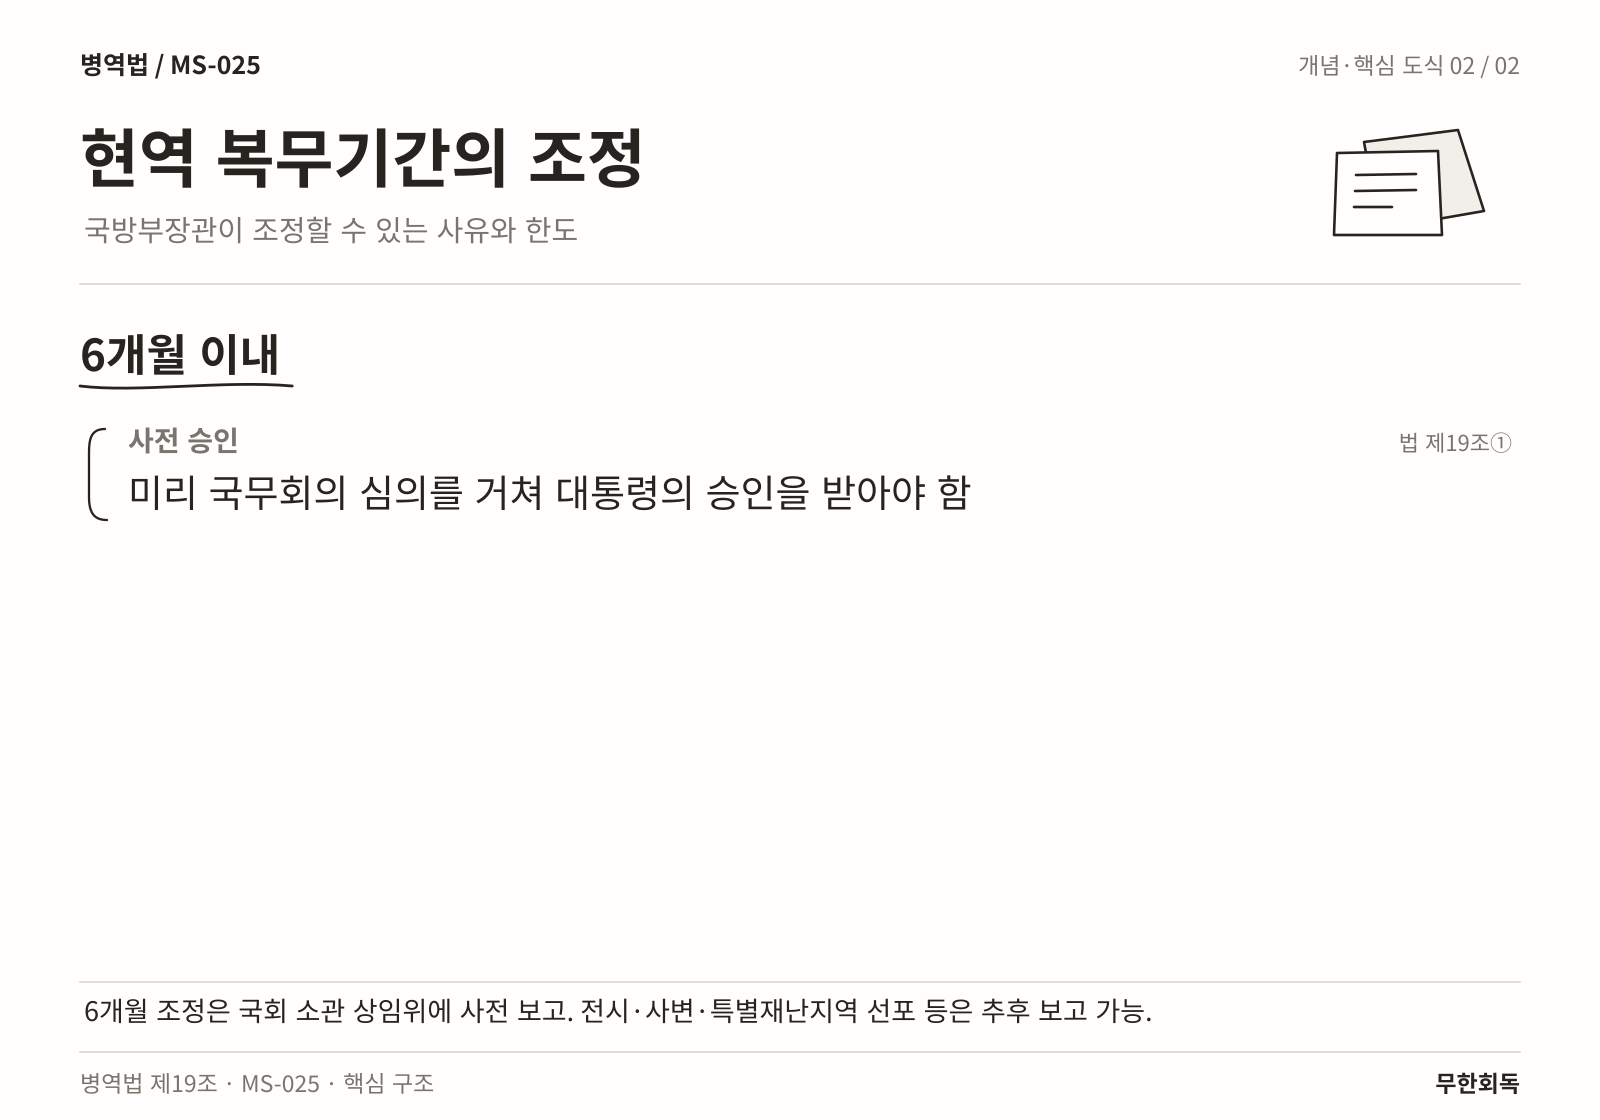 병역법 / MS-025
개념·핵심 도식 02 / 02
현역 복무기간의 조정
국방부장관이 조정할 수 있는 사유와 한도
6개월 이내
사전 승인
법 제19조①
미리 국무회의 심의를 거쳐 대통령의 승인을 받아야 함
6개월 조정은 국회 소관 상임위에 사전 보고. 전시·사변·특별재난지역 선포 등은 추후 보고 가능.
병역법 제19조 · MS-025 · 핵심 구조
무한회독